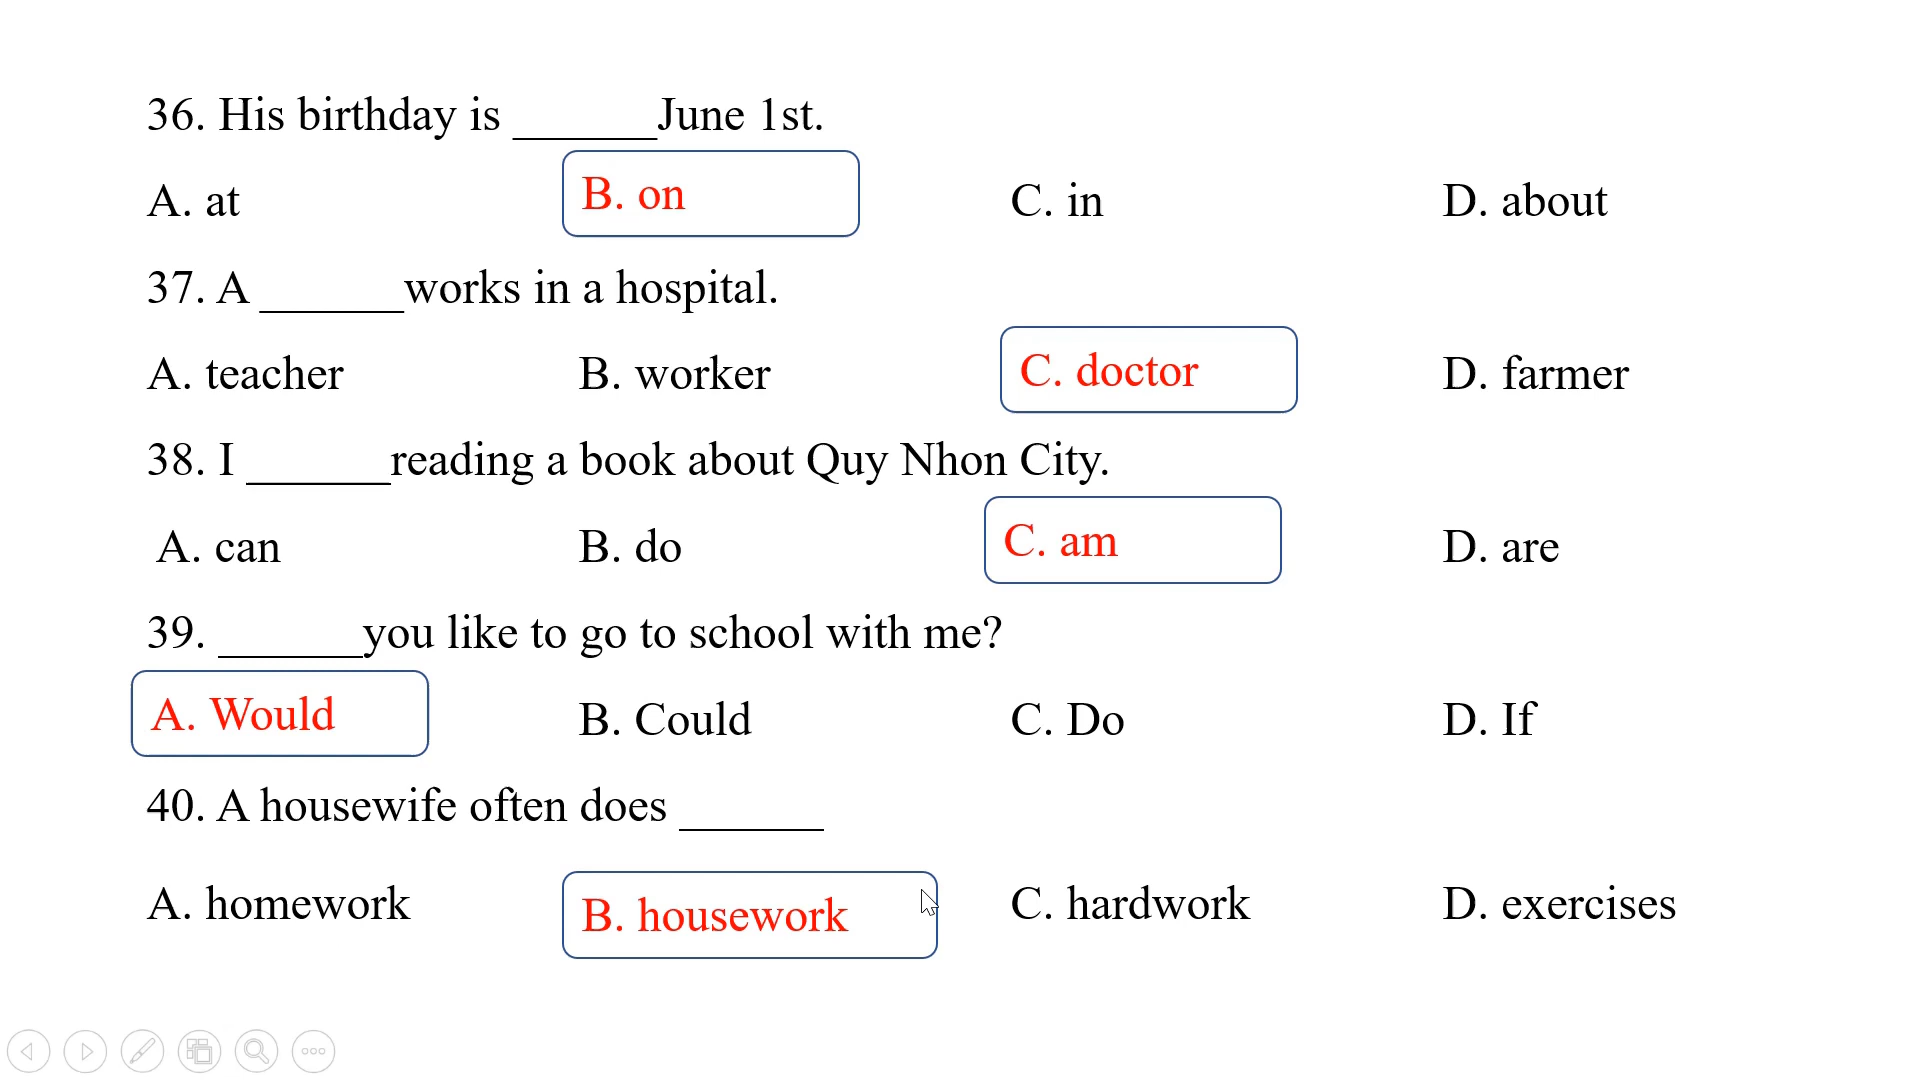 36. His birthday is ______June 1st.
A. at B. on C. in D. about
37. A ______works in a hospital.
A. teacher B. worker C. doctor D. farmer
38. I ______reading a book about Quy Nhon City.
A. can B. do C. am D. are
39. ______you like to go to school with me?
A. Would B. Could C. Do D. If
40. A housewife often does ______
A. homework B. housework C. hardwork D. exercises